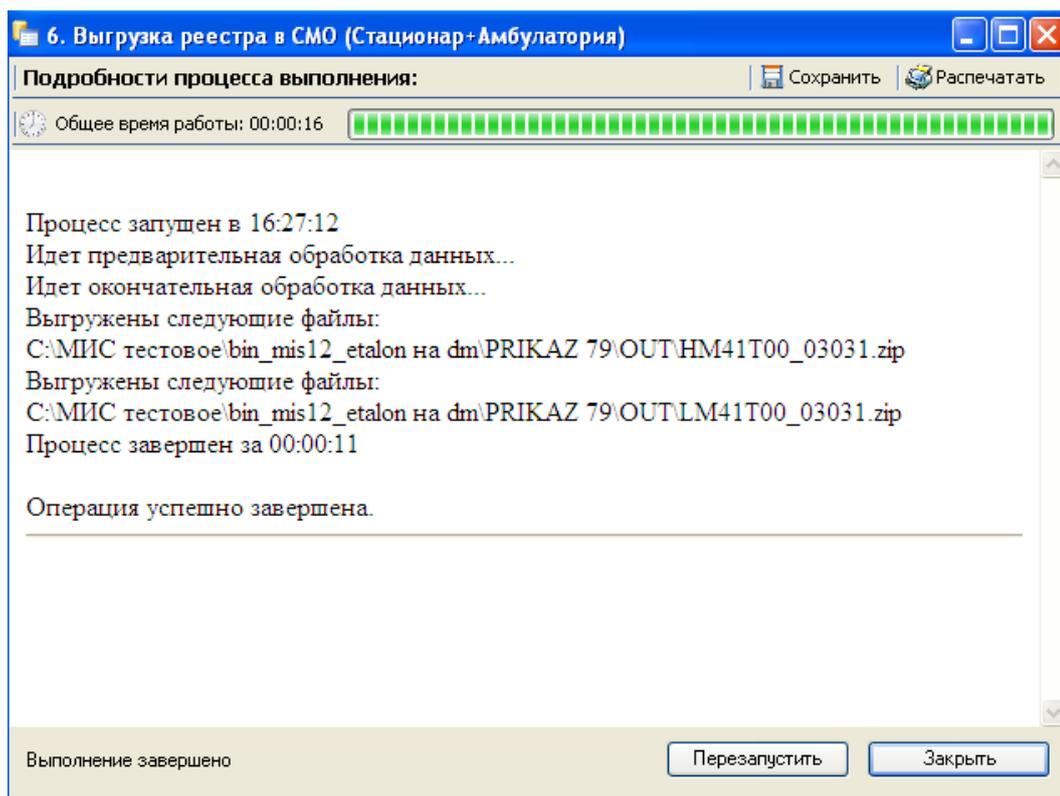 6. Выгрузка реестра в СМО (Стационар+Амбулатория)
Подробности процесса выполнения: Сохранить Распечатать
Общее время работы: 00:00:16
Процесс запущен в 16:27:12
Идет предварительная обработка данных...
Идет окончательная обработка данных...
Выгружены следующие файлы:
C:\МИС тестовое\bin_mis12_etalon на dm\PRIKAZ 79\OUT\HM41T00_03031.zip
Выгружены следующие файлы:
C:\МИС тестовое\bin_mis12_etalon на dm\PRIKAZ 79\OUT\LM41T00_03031.zip
Процесс завершен за 00:00:11
Операция успешно завершена.
Выполнение завершено Перезапустить Закрыть